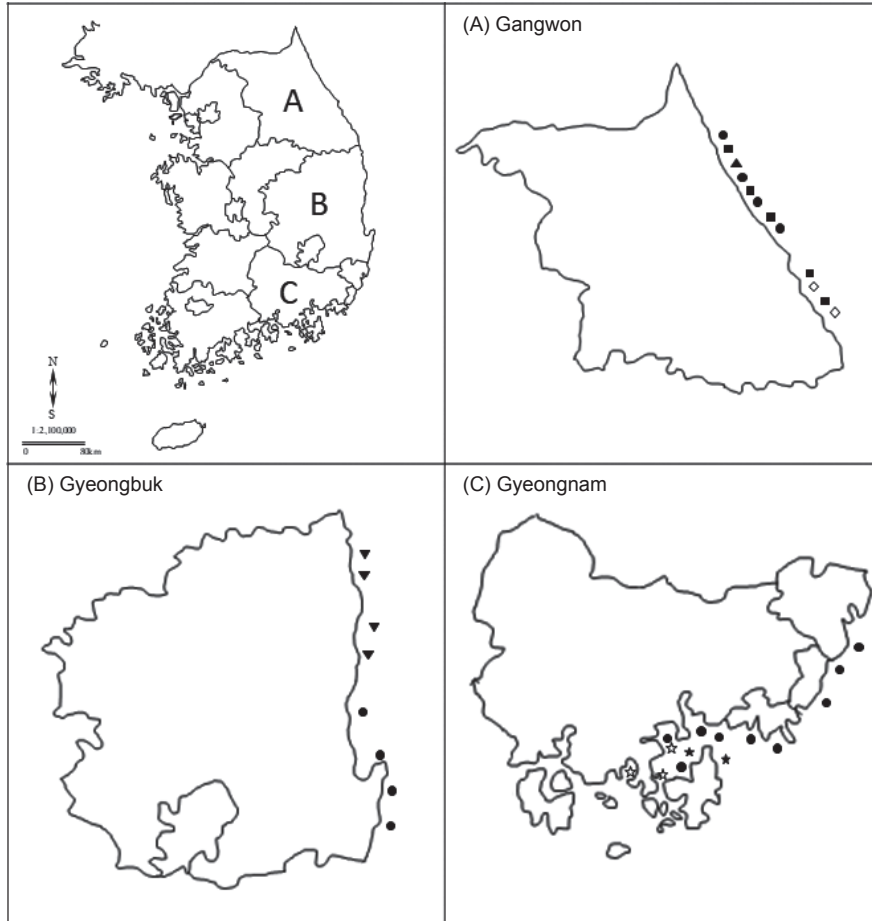 A
B
C
N
S
1:2,100,000
0 80km
(A) Gangwon
(B) Gyeongbuk
(C) Gyeongnam